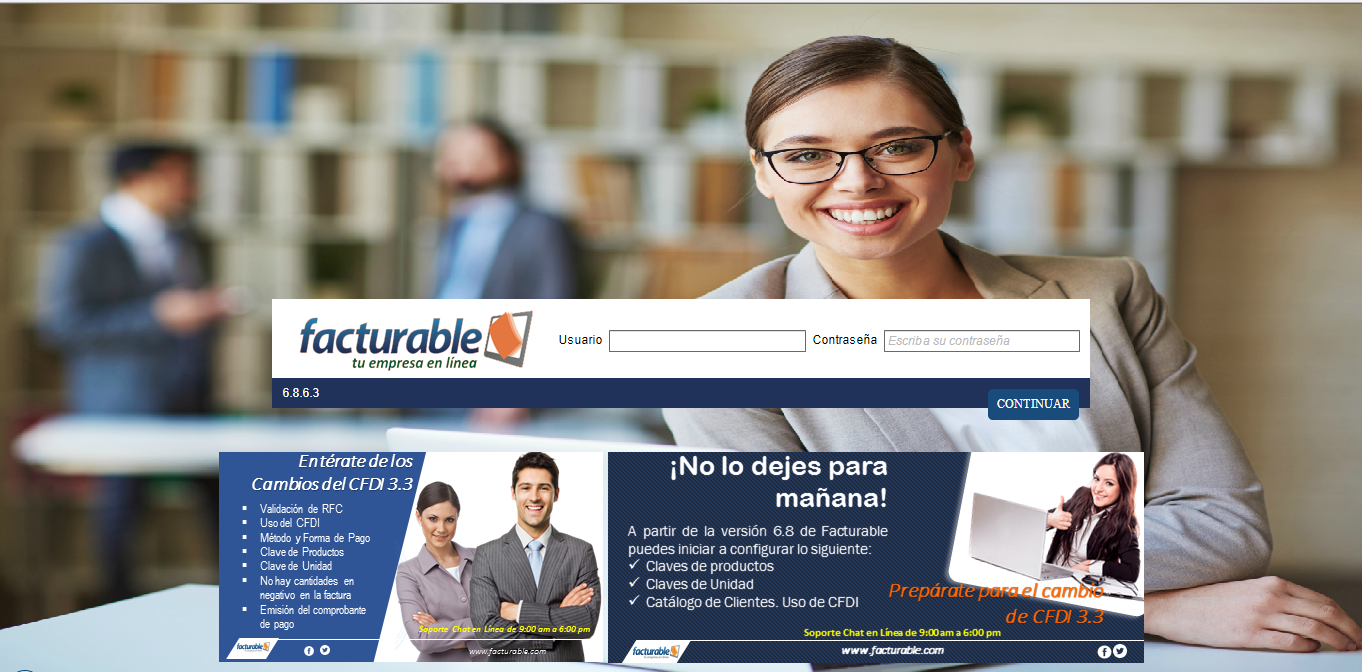 facturable
tu empresa en línea
Usuario
Contraseña
Escriba su contraseña
6.8.6.3
CONTINUAR
Entérate de los
Cambios del CFDI 3.3
▪ Validación de RFC
▪ Uso del CFDI
▪ Método y Forma de Pago
▪ Clave de Productos
▪ Clave de Unidad
▪ No hay cantidades en
negativo en la factura
▪ Emisión del comprobante
de pago
Soporte Chat en Línea de 9:00 am a 6:00 pm
facturable
www.facturable.com
¡No lo dejes para
mañana!
A partir de la versión 6.8 de Facturable
puedes iniciar a configurar lo siguiente:
✓ Claves de productos
✓ Claves de Unidad
✓ Catálogo de Clientes. Uso de CFDI
Prepárate para el cambio
de CFDI 3.3
Soporte Chat en Línea de 9:00 am a 6:00 pm
facturable
www.facturable.com